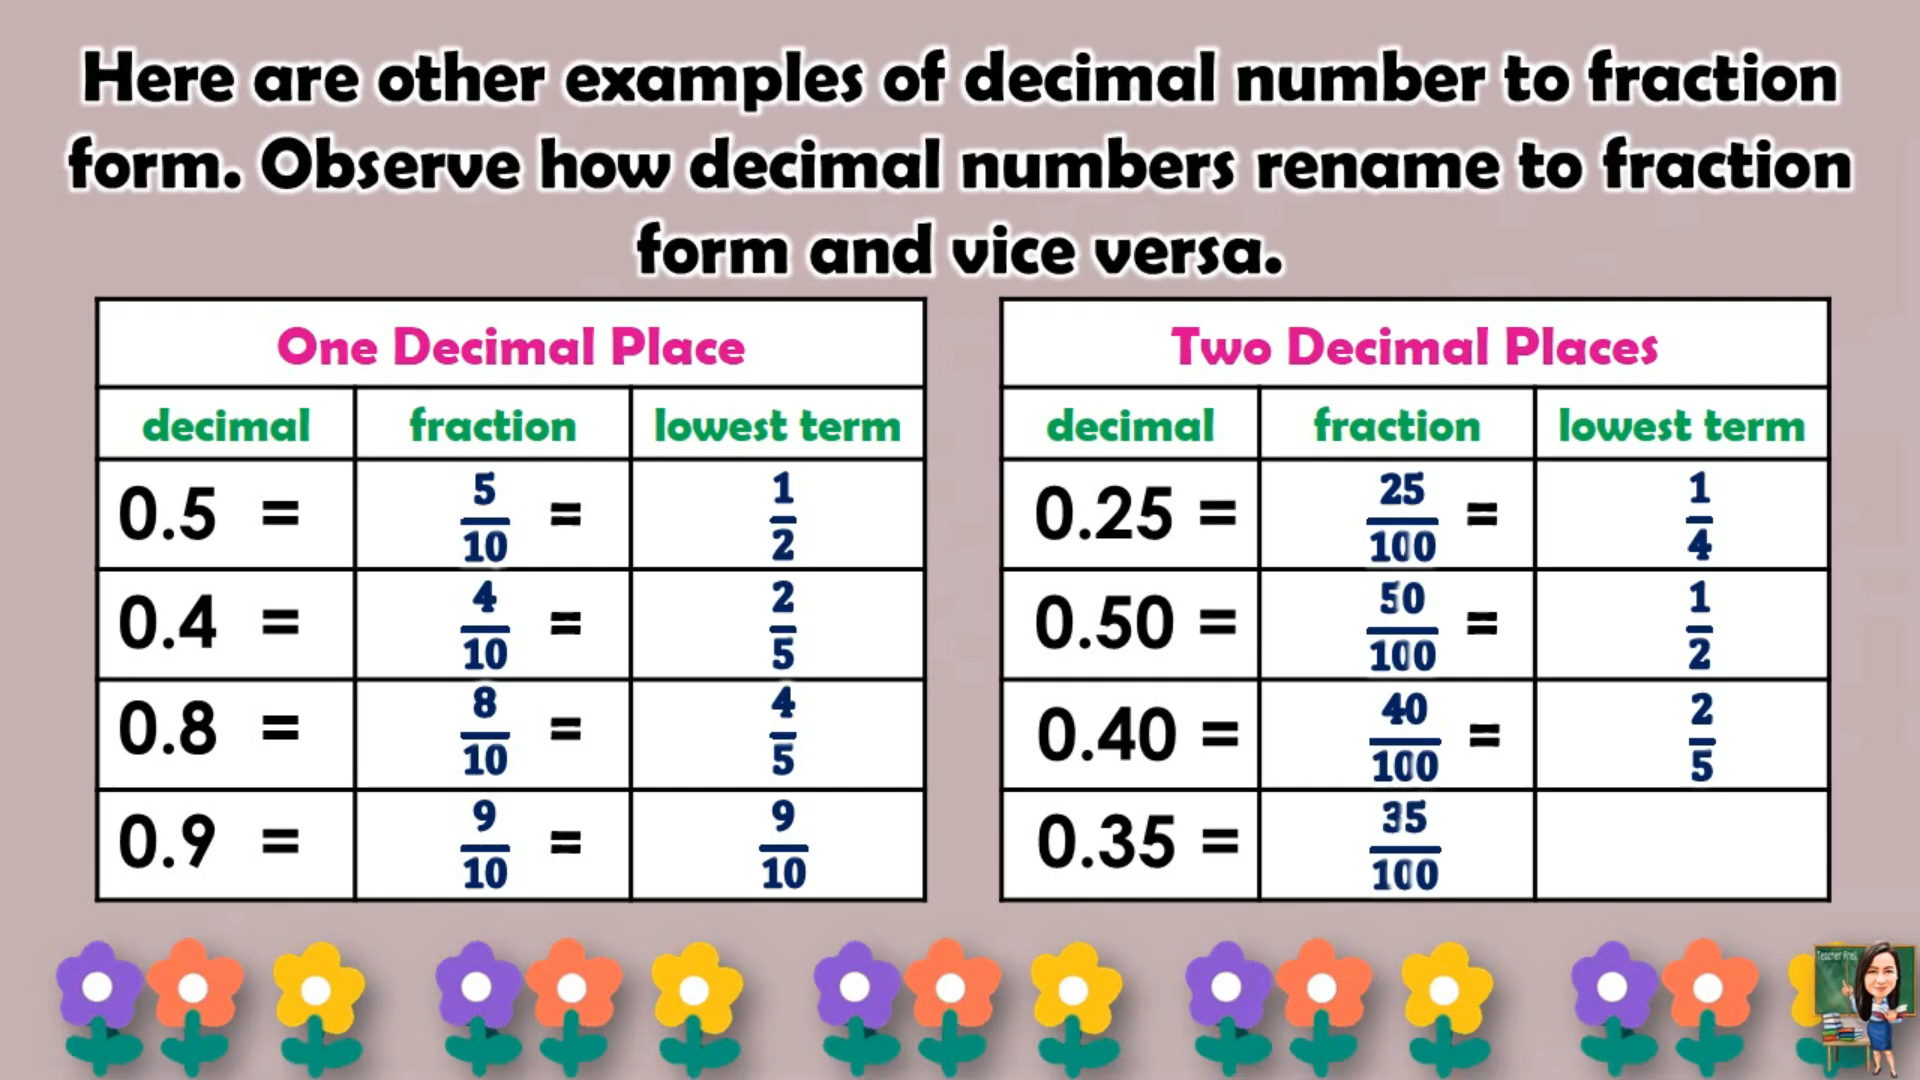 Here are other examples of decimal number to fraction
form. Observe how decimal numbers rename to fraction
form and vice versa.
One Decimal Place
decimal fraction lowest term
0.5 = 5/10 = 1/2
0.4 = 4/10 = 2/5
0.8 = 8/10 = 4/5
0.9 = 9/10 = 9/10
Two Decimal Places
decimal fraction lowest term
0.25 = 25/100 = 1/4
0.50 = 50/100 = 1/2
0.40 = 40/100 = 2/5
0.35 = 35/100
Teacher